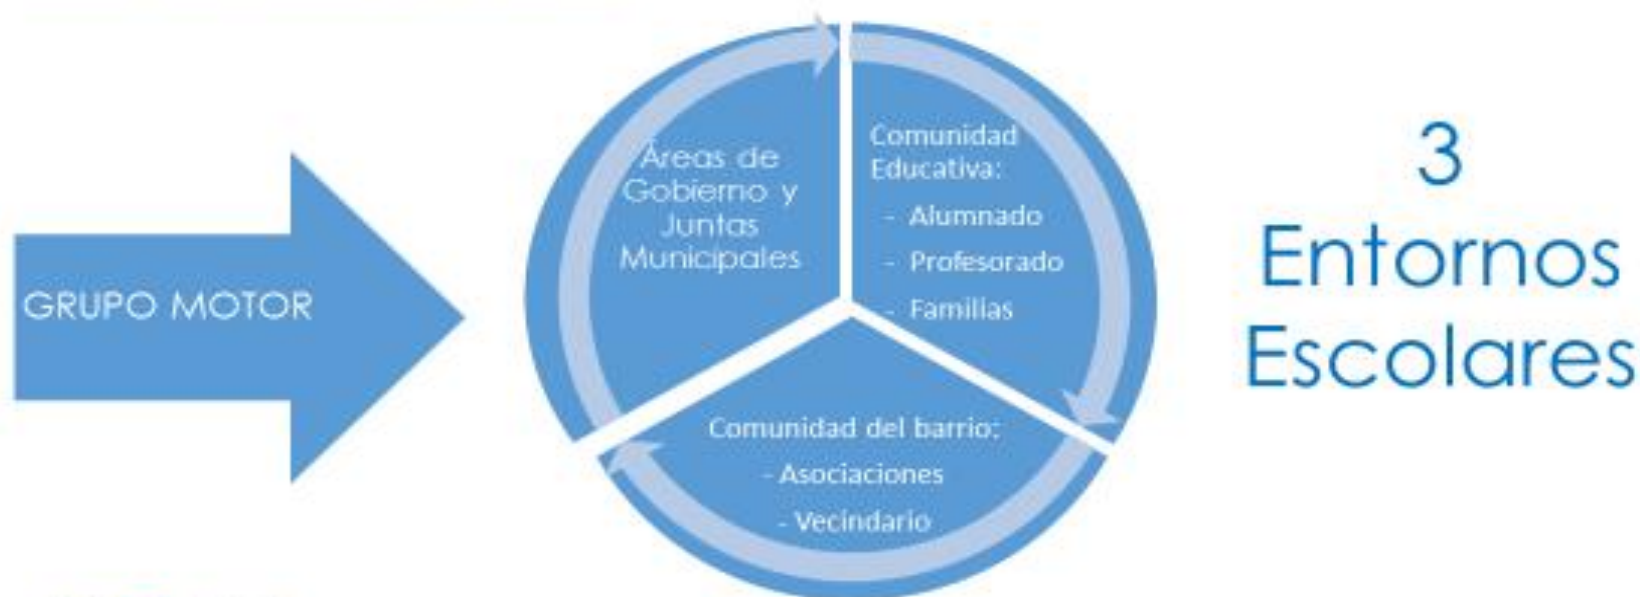 GRUPO MOTOR
Áreas de
Gobierno y
Juntas
Municipales
Comunidad
Educativa:
- Alumnado
- Profesorado
- Familias
Comunidad del barrio:
- Asociaciones
- Vecindario
3
Entornos
Escolares